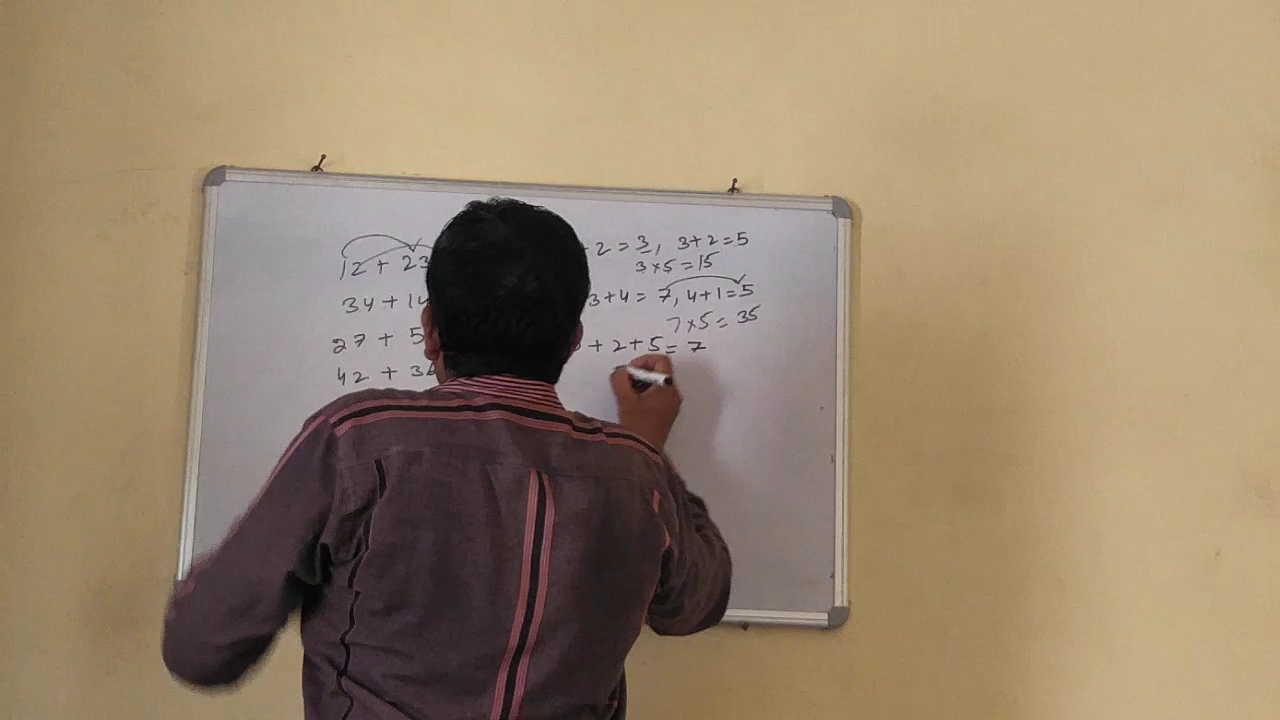 12 + 23 2 = 3, 3+2=5
3×5=15
34+14 3+4 = 7, 4+1=5
7×5=35
27 + 5 + 2+5=7
42 + 3